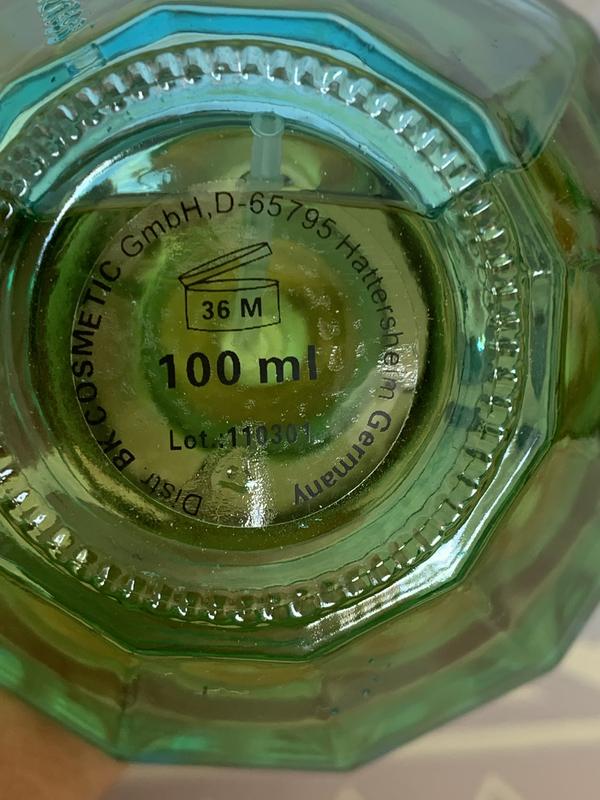 Distr. BK COSMETIC GmbH, D-65795 Hattersheim Germany
36 M
100 ml
Lot.:110301